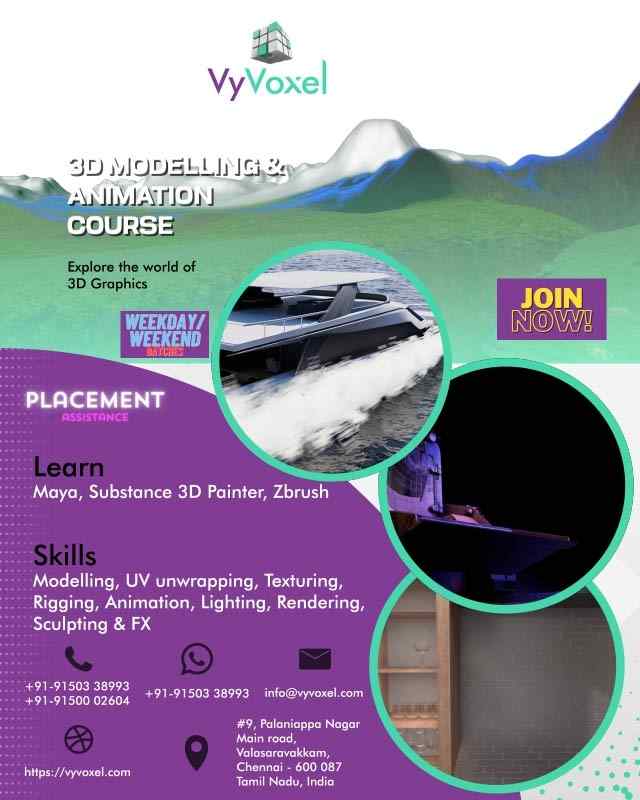 VyVoxel
3D MODELLING &
ANIMATION
COURSE
Explore the world of
3D Graphics
WEEKDAY/
WEEKEND
BATCHES
JOIN
NOW!
PLACEMENT
ASSISTANCE
Learn
Maya, Substance 3D Painter, Zbrush
Skills
Modelling, UV unwrapping, Texturing,
Rigging, Animation, Lighting, Rendering,
Sculpting & FX
+91-91503 38993
+91-91500 02604
+91-91503 38993
info@vyvoxel.com
https://vyvoxel.com
#9, Palaniappa Nagar
Main road,
Valasaravakkam,
Chennai - 600 087
Tamil Nadu, India